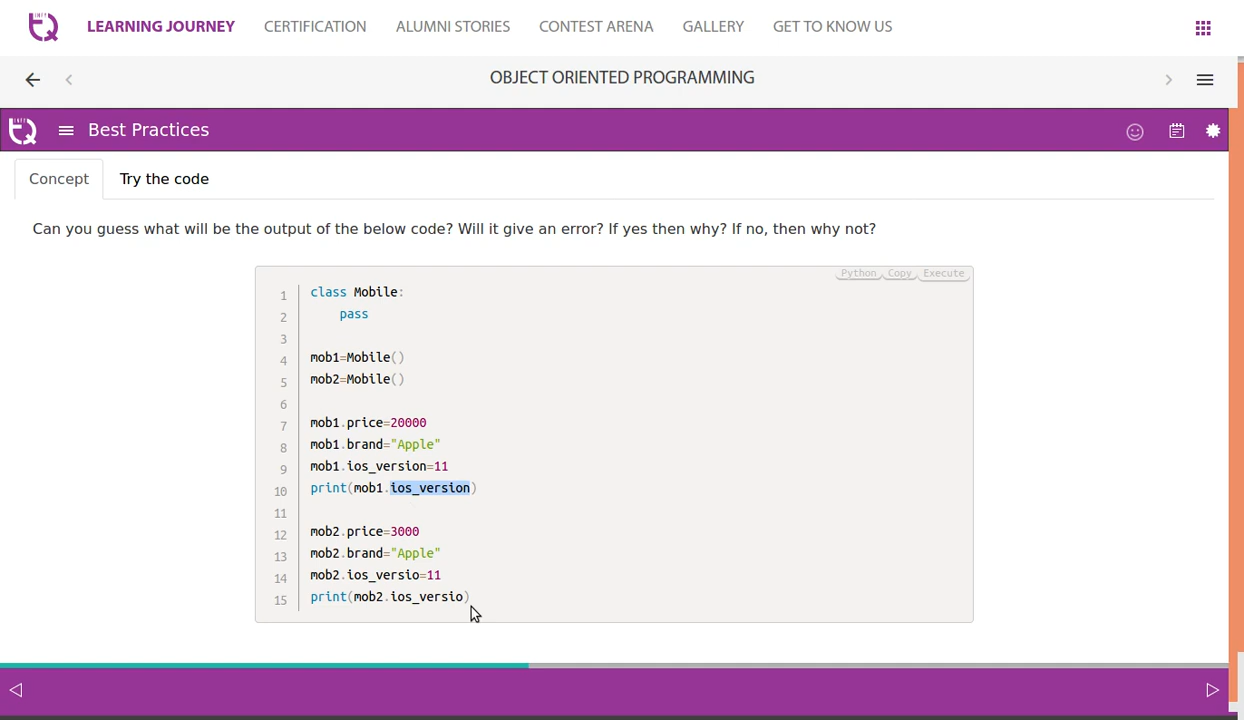 LEARNING JOURNEY CERTIFICATION ALUMNI STORIES CONTEST ARENA GALLERY GET TO KNOW US
OBJECT ORIENTED PROGRAMMING
Best Practices
Concept Try the code
Can you guess what will be the output of the below code? Will it give an error? If yes then why? If no, then why not?
Python Copy Execute
1 class Mobile:
2     pass
3
4 mob1=Mobile()
5 mob2=Mobile()
6
7 mob1.price=20000
8 mob1.brand="Apple"
9 mob1.ios_version=11
10 print(mob1.ios_version)
11
12 mob2.price=3000
13 mob2.brand="Apple"
14 mob2.ios_versio=11
15 print(mob2.ios_versio)